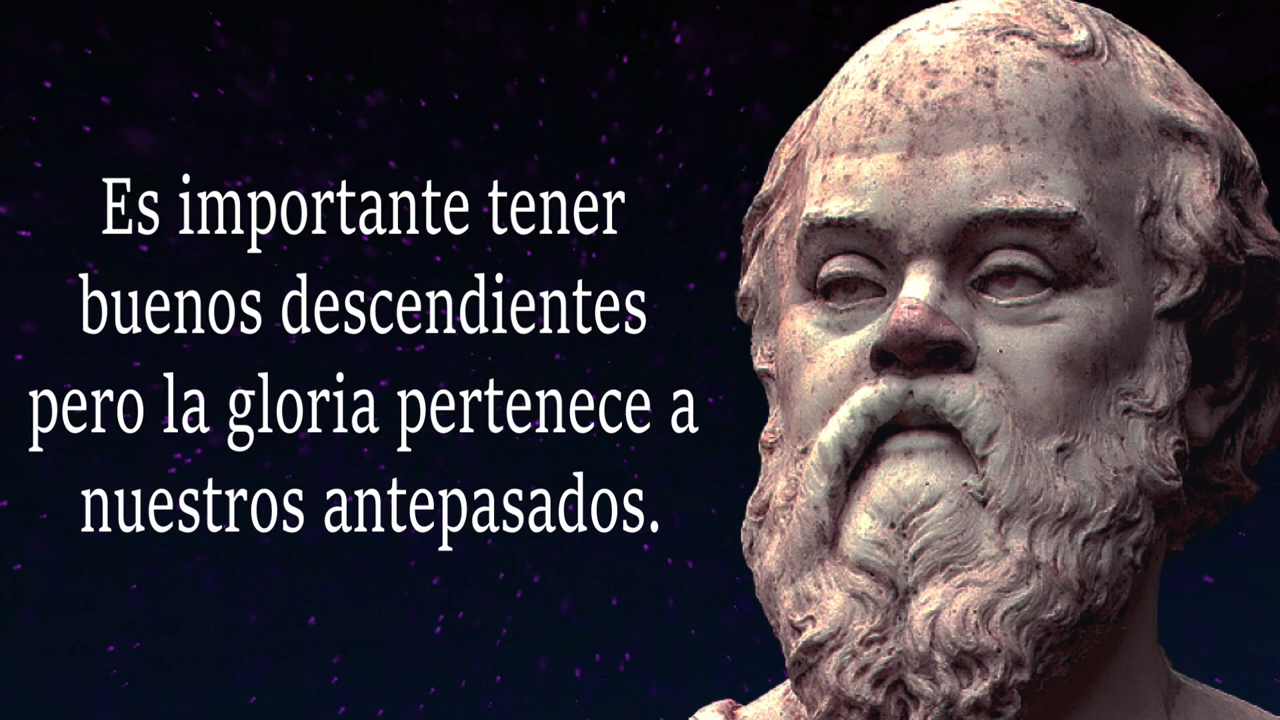 Es importante tener
buenos descendientes
pero la gloria pertenece a
nuestros antepasados.